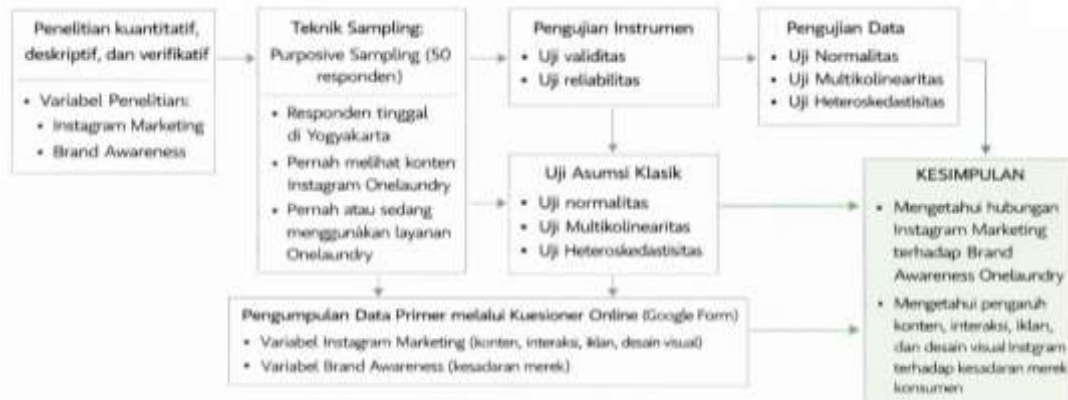 Penelitian kuantitatif,
deskriptif, dan verifikatif
• Variabel Penelitian:
• Instagram Marketing
• Brand Awareness
Teknik Sampling:
Purposive Sampling (50
responden)
• Responden tinggal
di Yogyakarta
• Pernah melihat konten
Instagram Onelaundry
• Pernah atau sedang
menggunakan layanan
Onelaundry
Pengujian Instrumen
• Uji validitas
• Uji reliabilitas
Pengujian Data
• Uji Normalitas
• Uji Multikolinearitas
• Uji Heteroskedastisitas
Uji Asumsi Klasik
• Uji normalitas
• Uji Multikolinearitas
• Uji Heteroskedastisitas
Pengumpulan Data Primer melalui Kuesioner Online (Google Form)
• Variabel Instagram Marketing (konten, interaksi, iklan, desain visual)
• Variabel Brand Awareness (kesadaran merek)
KESIMPULAN
• Mengetahui hubungan
Instagram Marketing
terhadap Brand
Awareness Onelaundry
• Mengetahui pengaruh
konten, interaksi, iklan,
dan desain visual Instgram
terhadap kesadaran merek
konsumen